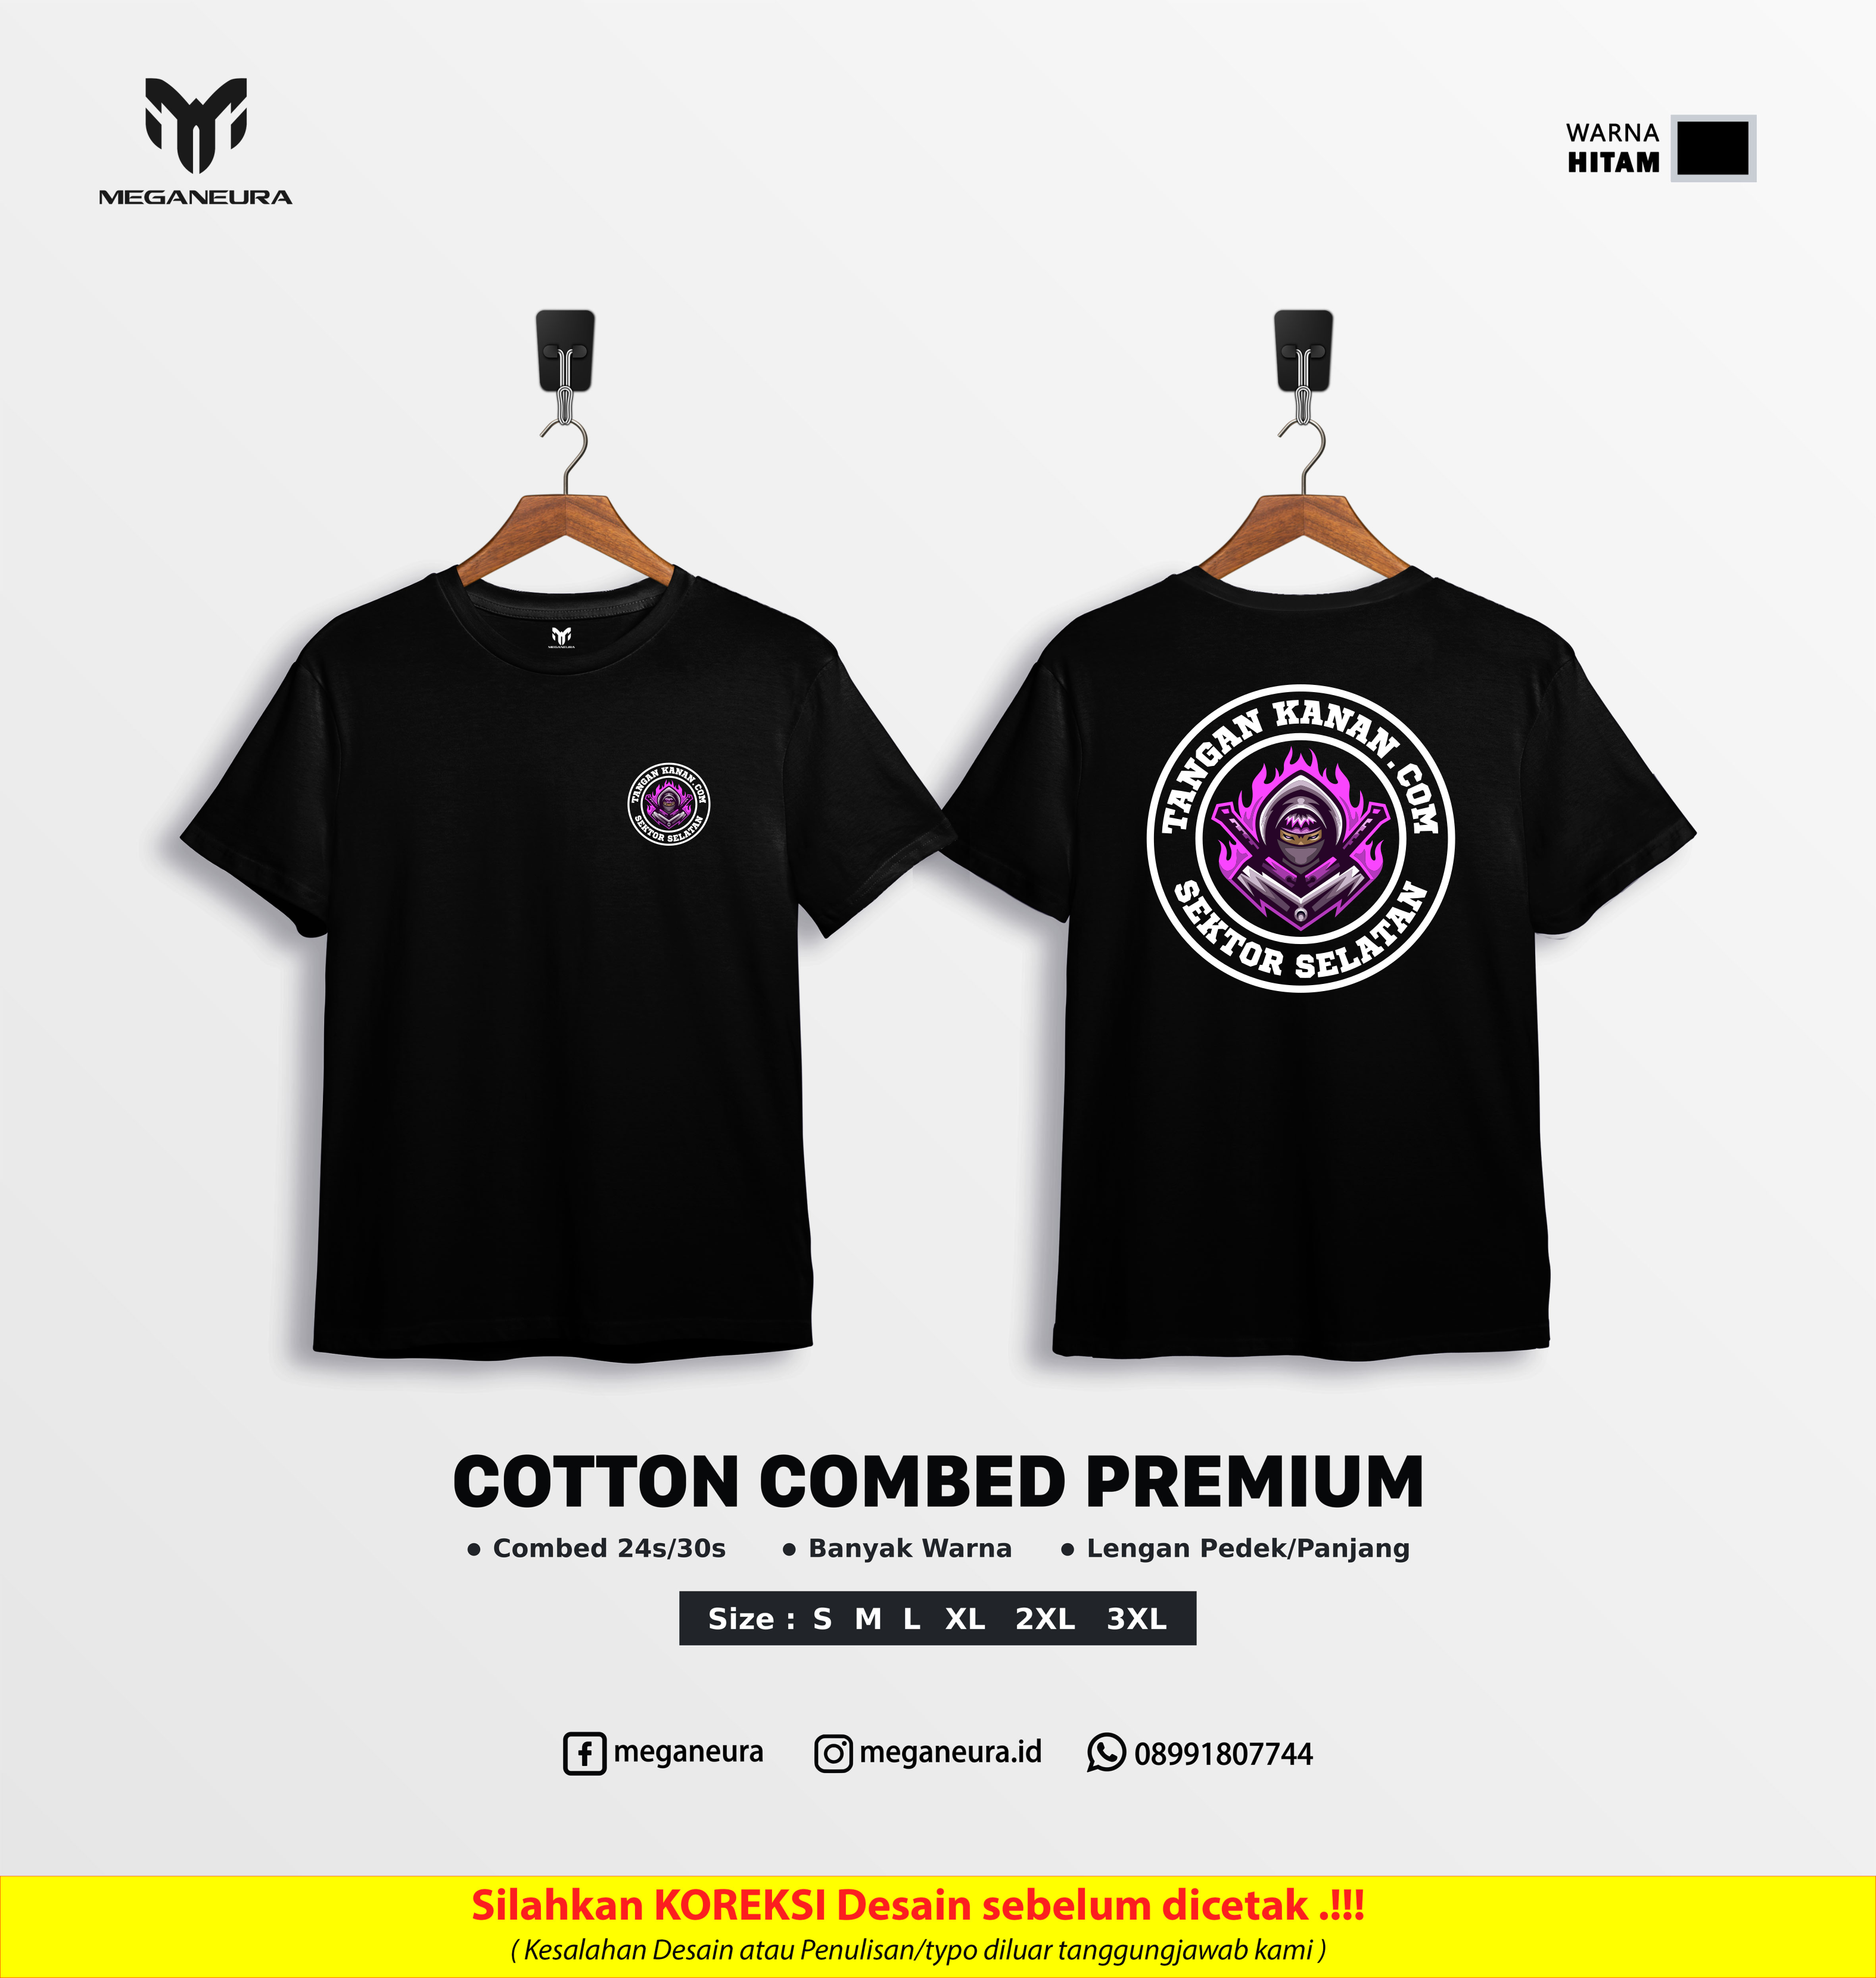 MEGANEURA
WARNA
HITAM
MEGANEURA
TANGAN KANAN.COM
SEKTOR SELATAN
TANGAN KANAN.COM
SEKTOR SELATAN
COTTON COMBED PREMIUM
• Combed 24s/30s • Banyak Warna • Lengan Pedek/Panjang
Size : S M L XL 2XL 3XL
meganeura meganeura.id 08991807744
Silahkan KOREKSI Desain sebelum dicetak .!!!
( Kesalahan Desain atau Penulisan/typo diluar tanggungjawab kami )